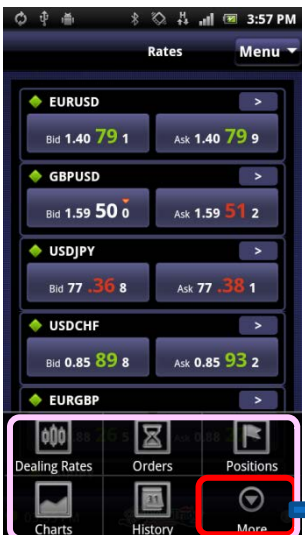 3:57 PM
Rates Menu
EURUSD >
Bid 1.40 79 1 Ask 1.40 79 9
GBPUSD >
Bid 1.59 50 0 Ask 1.59 51 2
USDJPY >
Bid 77 .36 8 Ask 77 .38 1
USDCHF >
Bid 0.85 89 8 Ask 0.85 93 2
EURGBP >
Dealing Rates Orders Positions
Charts History More